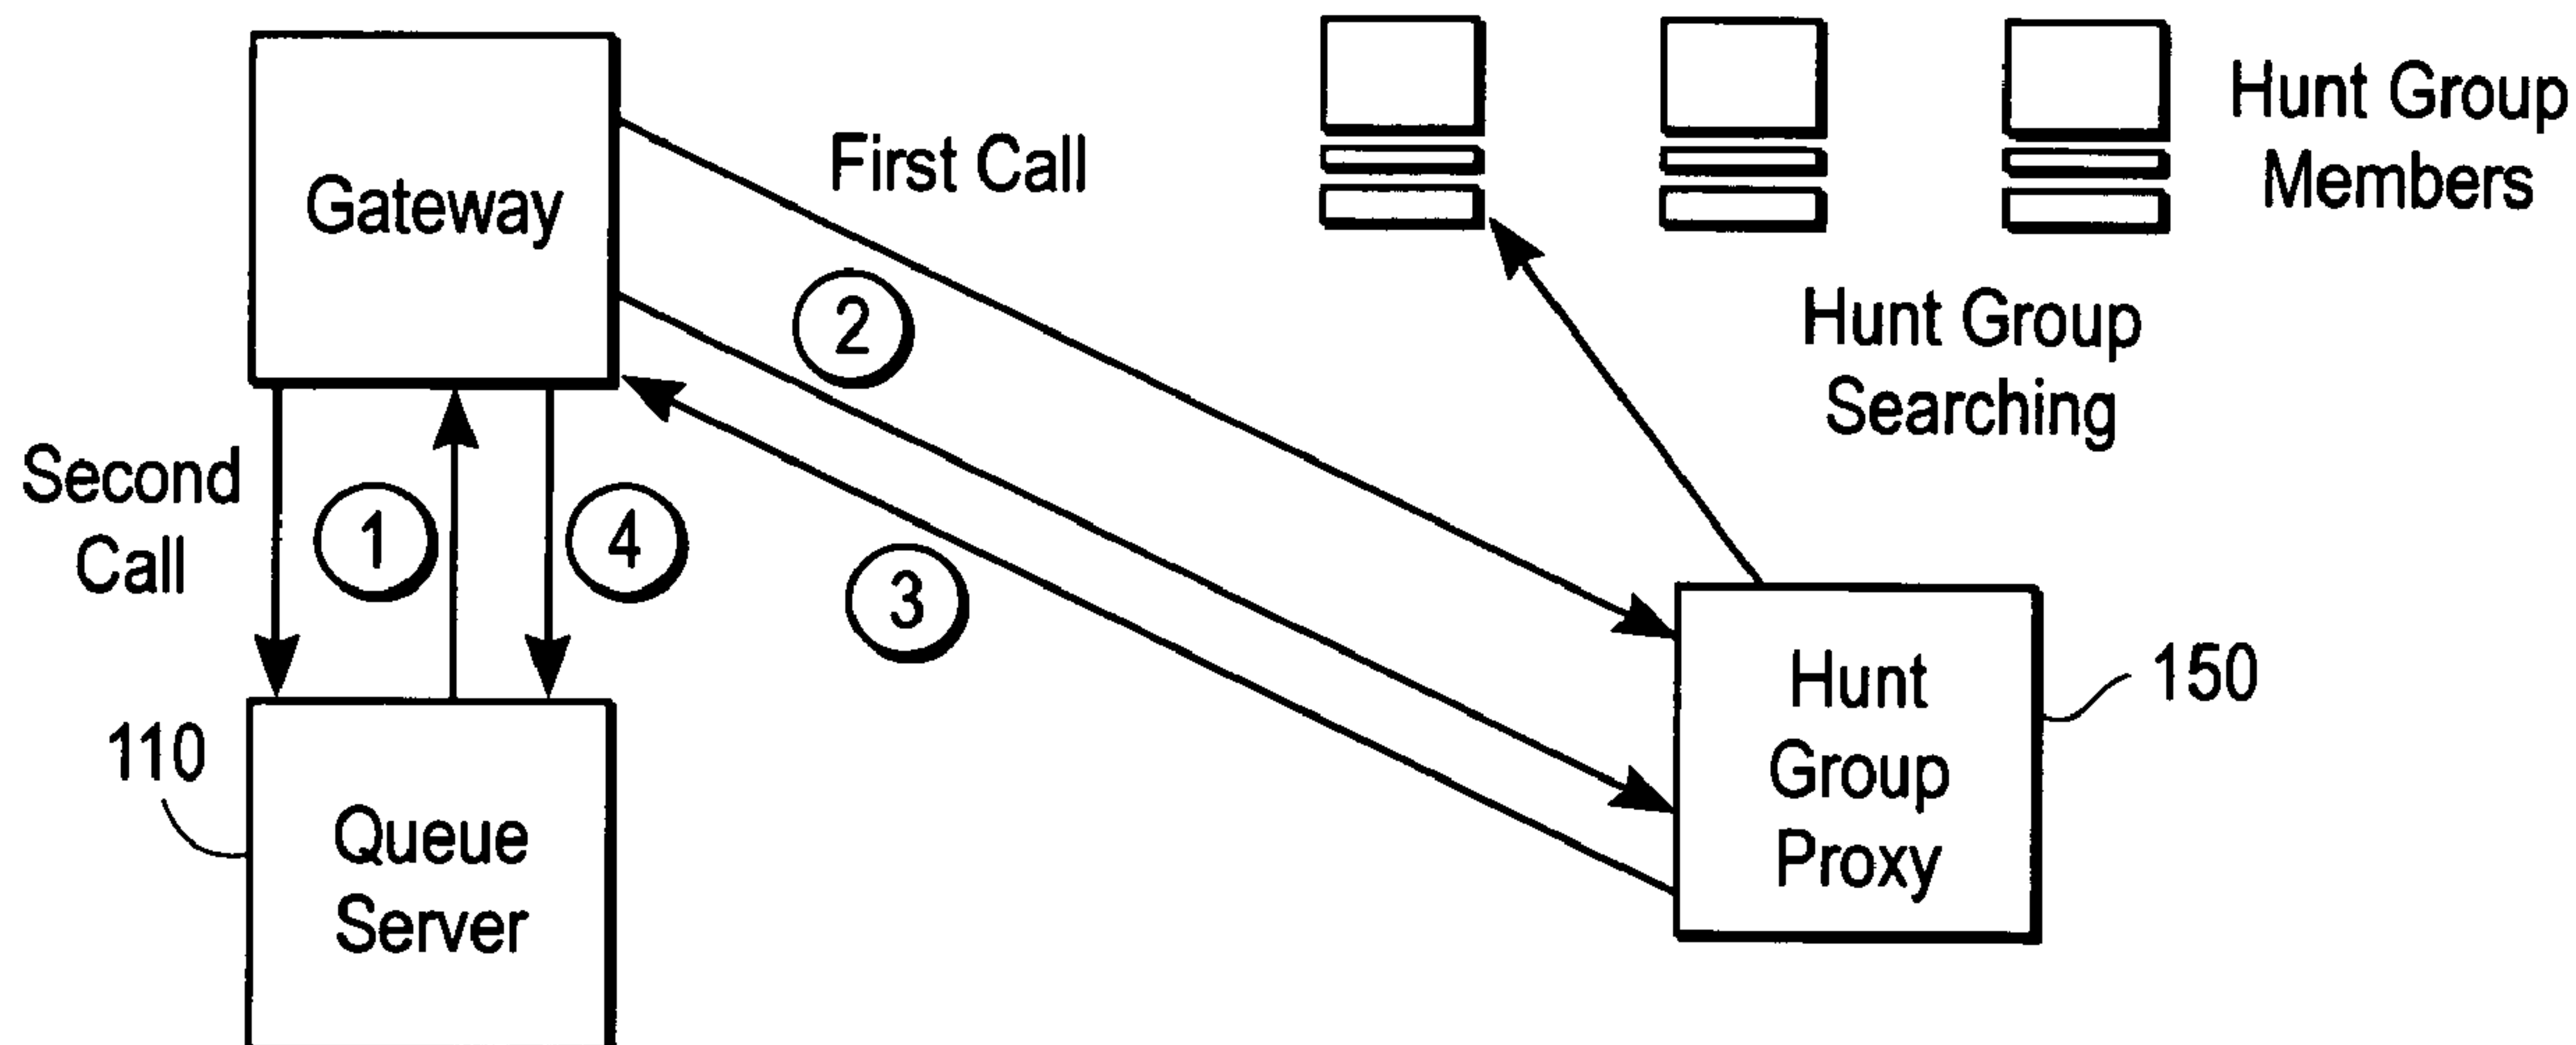 Gateway
First Call
Hunt Group
Members
2
Hunt Group
Searching
Second
Call
1
4
3
110
Queue
Server
Hunt
Group
Proxy
150